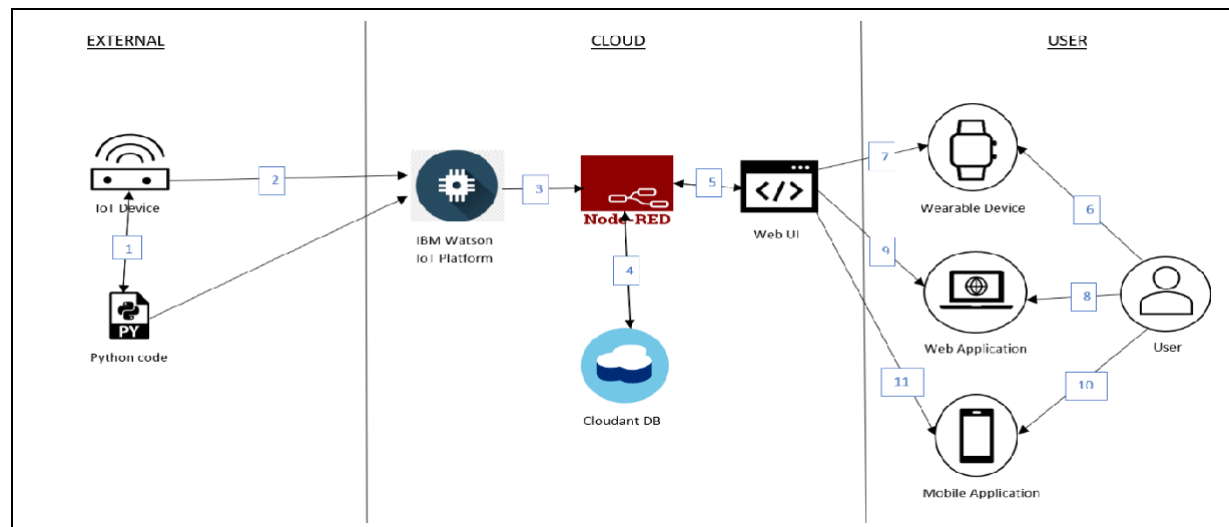 EXTERNAL
CLOUD
USER
IoT Device
1
PY
Python code
2
IBM Watson
IoT Platform
3
Node-RED
4
Cloudant DB
5
</>
Web UI
7
9
11
Wearable Device
6
Web Application
8
User
10
Mobile Application